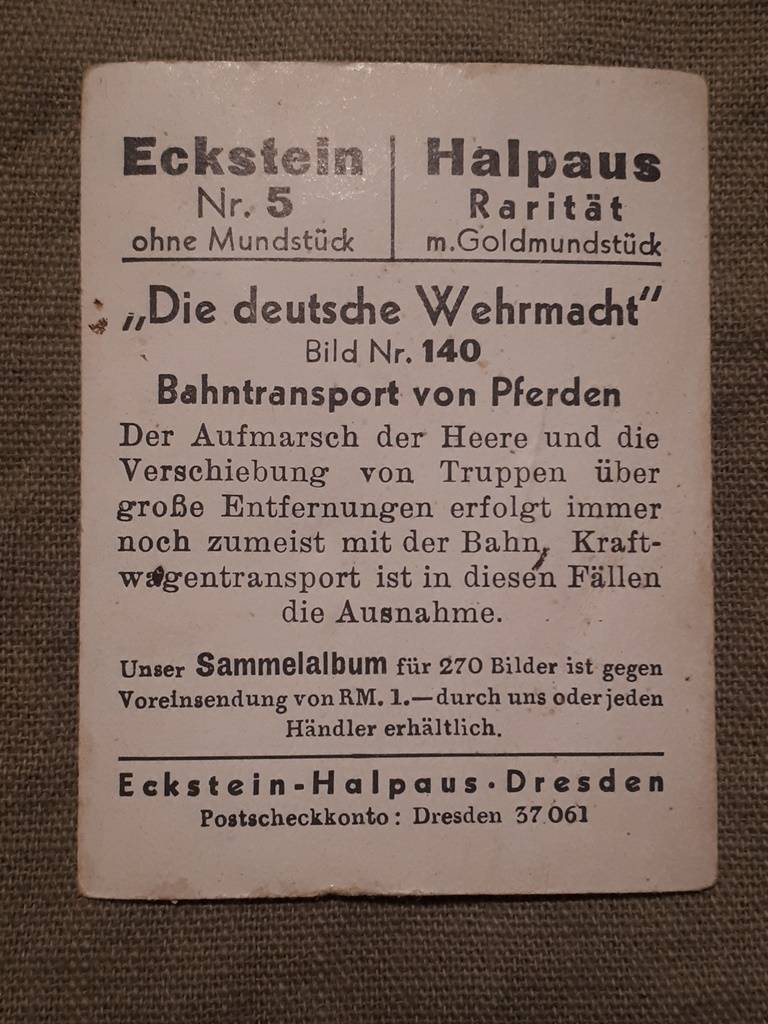 Eckstein
Nr. 5
ohne Mundstück
Halpaus
Rarität
m.Goldmundstück
„Die deutsche Wehrmacht"
Bild Nr. 140
Bahntransport von Pferden
Der Aufmarsch der Heere und die
Verschiebung von Truppen über
große Entfernungen erfolgt immer
noch zumeist mit der Bahn, Kraft-
wagentransport ist in diesen Fällen
die Ausnahme.
Unser Sammelalbum für 270 Bilder ist gegen
Voreinsendung von RM. 1.— durch uns oder jeden
Händler erhältlich.
Eckstein-Halpaus · Dresden
Postscheckkonto: Dresden 37 061